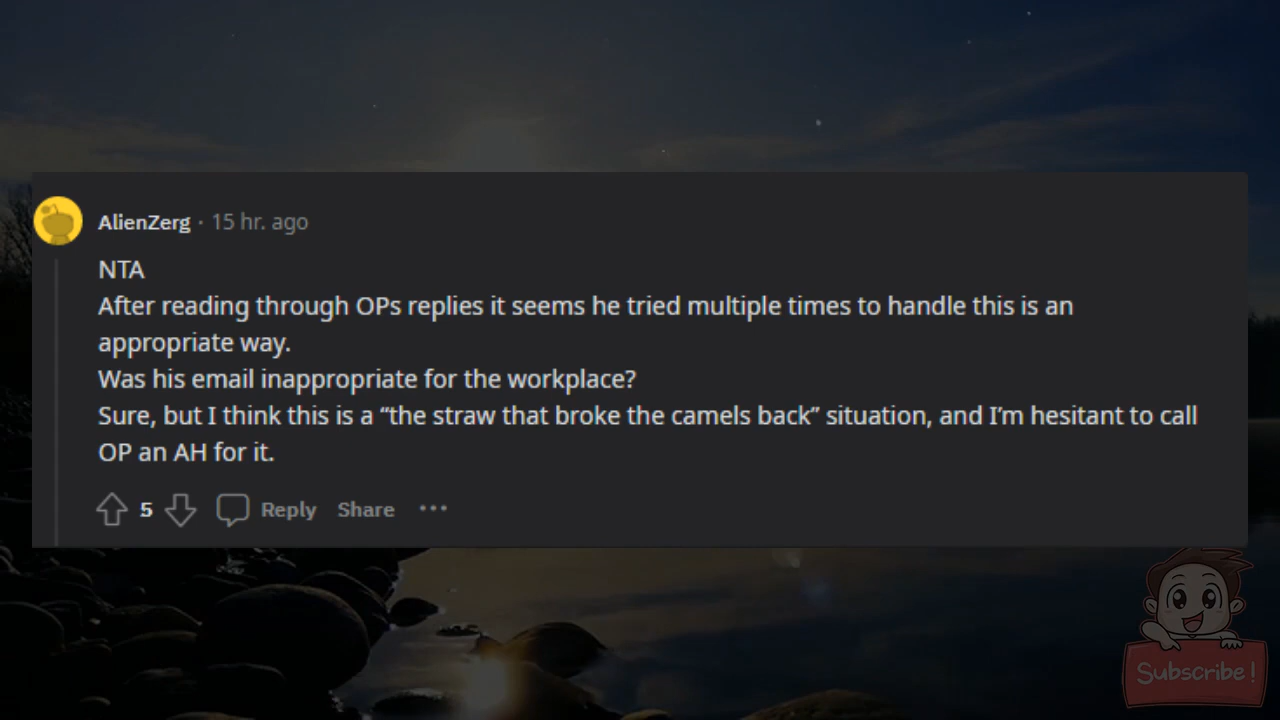 AlienZerg · 15 hr. ago
NTA
After reading through OPs replies it seems he tried multiple times to handle this is an
appropriate way.
Was his email inappropriate for the workplace?
Sure, but I think this is a “the straw that broke the camels back” situation, and I’m hesitant to call
OP an AH for it.
5 Reply Share ···
Subscribe!